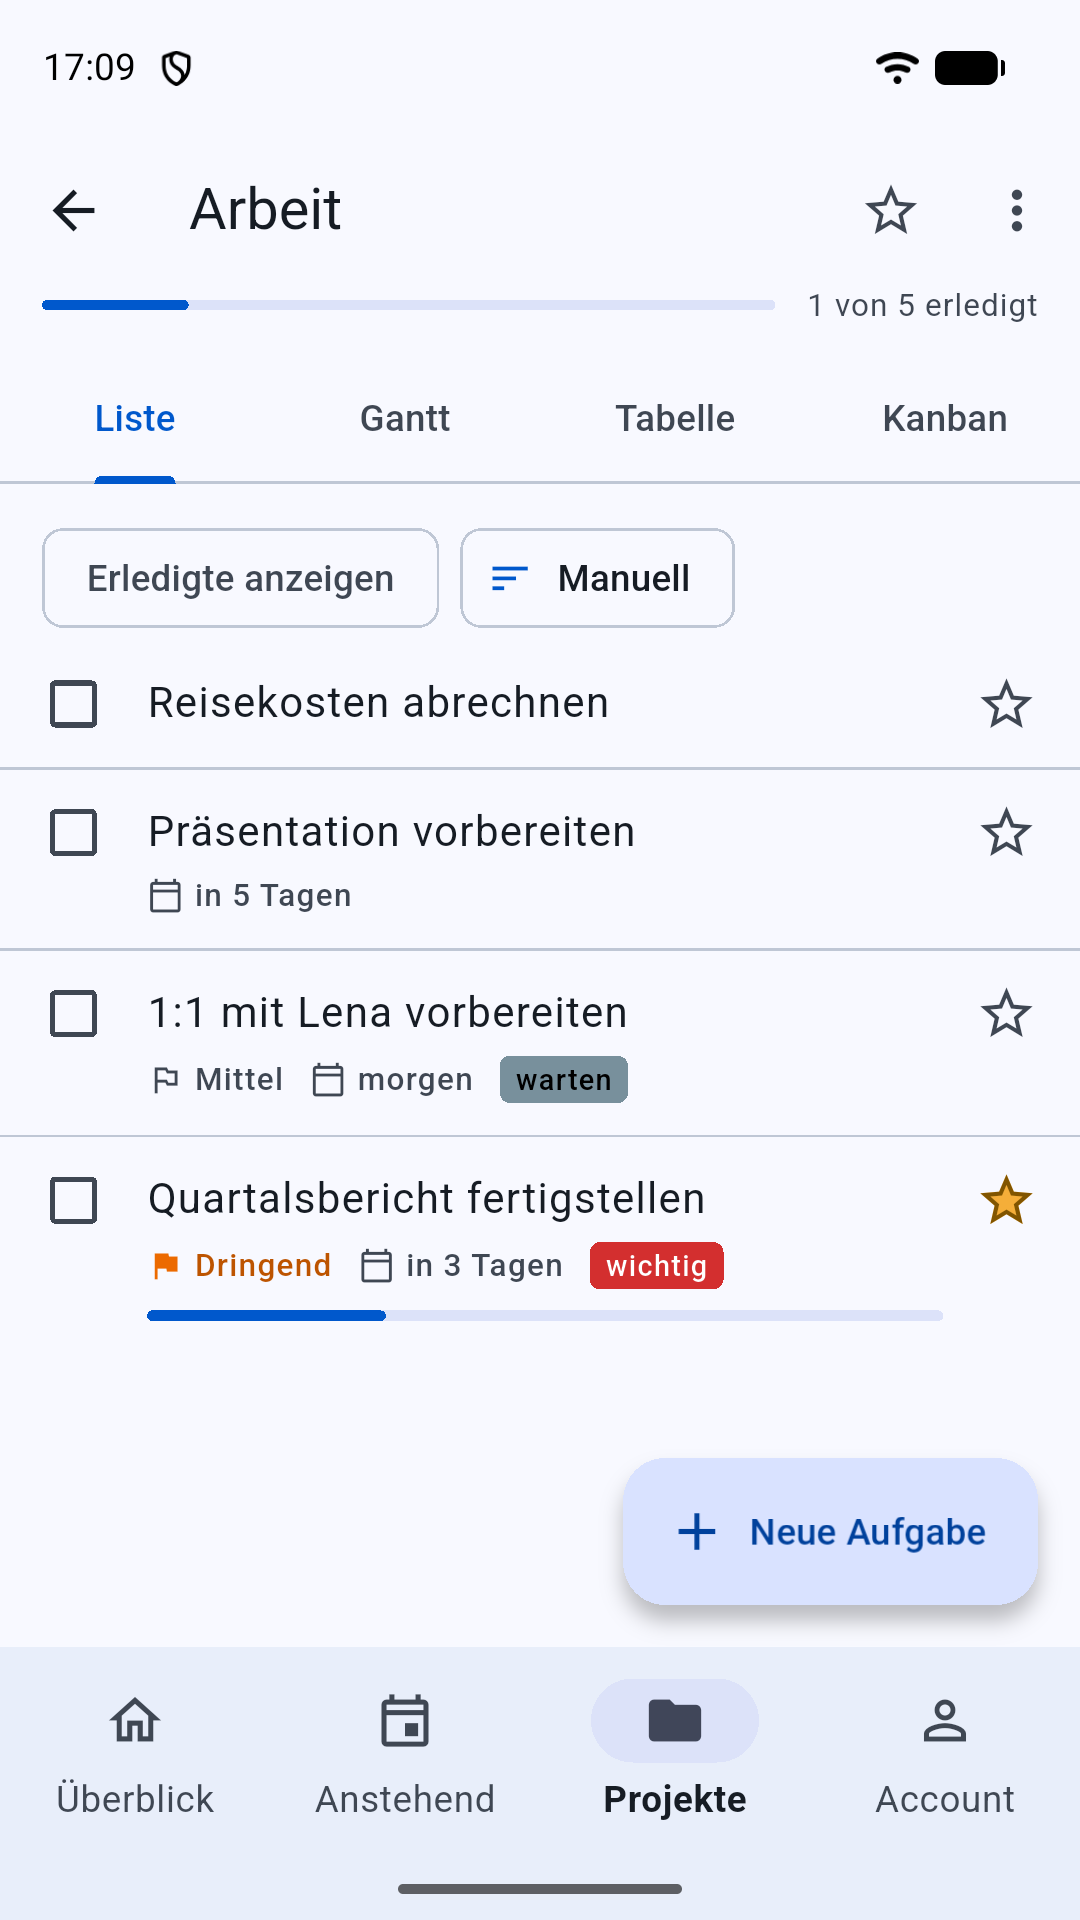 17:09
Arbeit
1 von 5 erledigt
Liste Gantt Tabelle Kanban
Erledigte anzeigen Manuell
Reisekosten abrechnen
Präsentation vorbereiten
in 5 Tagen
1:1 mit Lena vorbereiten
Mittel morgen warten
Quartalsbericht fertigstellen
Dringend in 3 Tagen wichtig
Neue Aufgabe
Überblick Anstehend Projekte Account